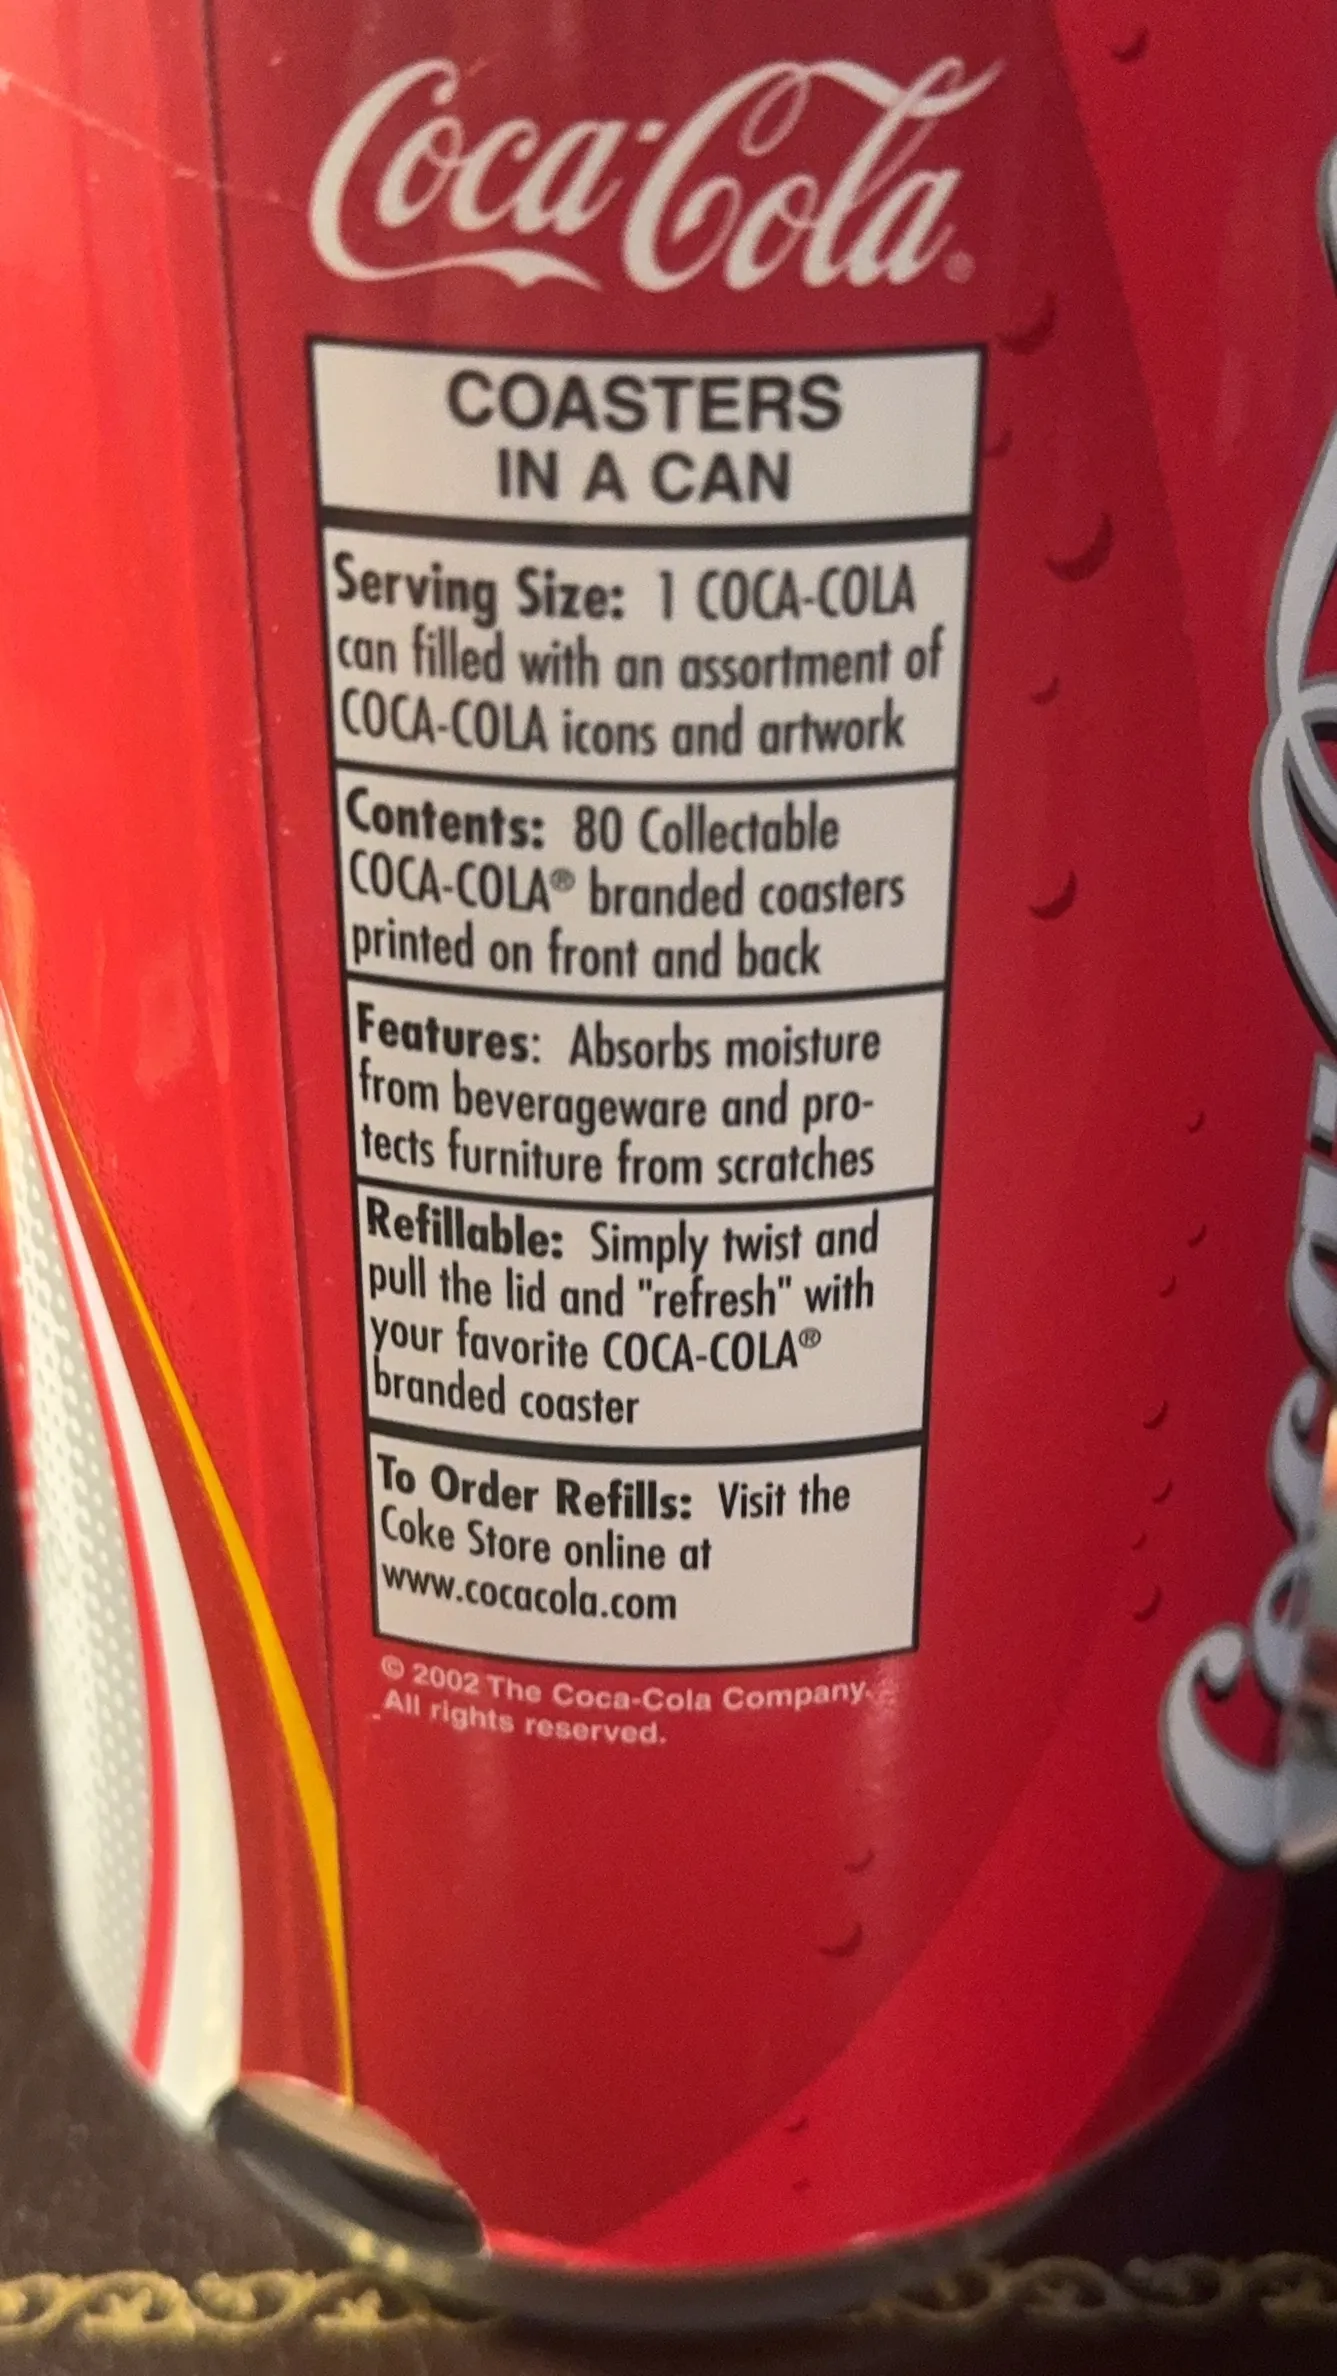 Coca-Cola®
COASTERS
IN A CAN
Serving Size: 1 COCA-COLA
can filled with an assortment of
COCA-COLA icons and artwork
Contents: 80 Collectable
COCA-COLA® branded coasters
printed on front and back
Features: Absorbs moisture
from beverageware and pro-
tects furniture from scratches
Refillable: Simply twist and
pull the lid and "refresh" with
your favorite COCA-COLA®
branded coaster
To Order Refills: Visit the
Coke Store online at
www.cocacola.com
© 2002 The Coca-Cola Company.
All rights reserved.